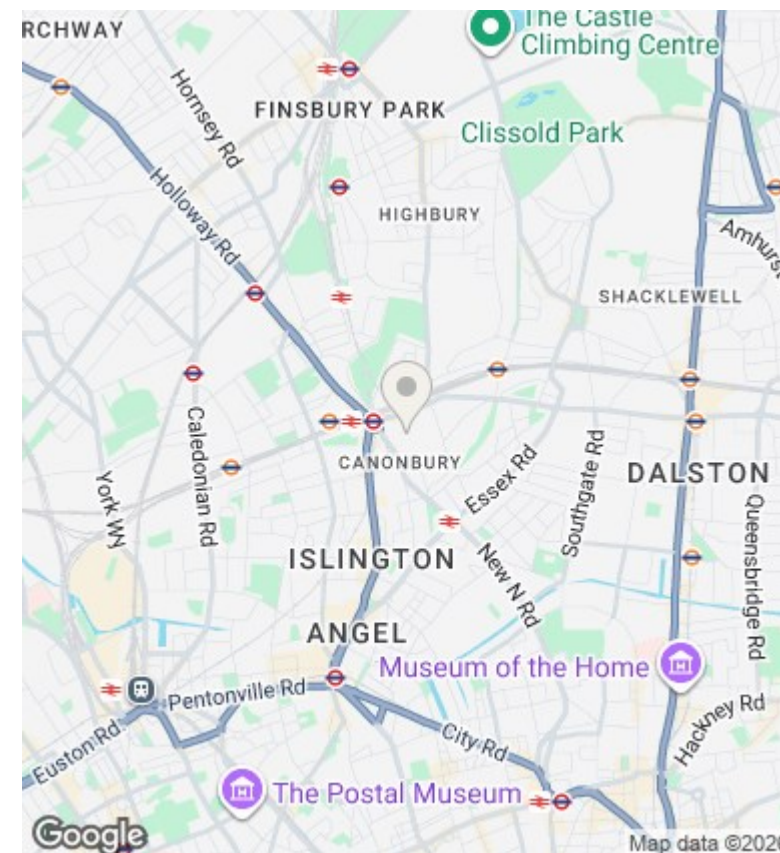 RCHWAY
The Castle
Climbing Centre
Hornsey Rd
FINSBURY PARK
Clissold Park
Holloway Rd
HIGHBURY
Amhurst
SHACKLEWELL
Caledonian Rd
CANONBURY
Essex Rd
Southgate Rd
DALSTON
York WN
Queensbridge Rd
ISLINGTON
New N Rd
ANGEL
Museum of the Home
Pentonville Rd
City Rd
Hackney Rd
Euston Rd
The Postal Museum
Google
Map data ©2026